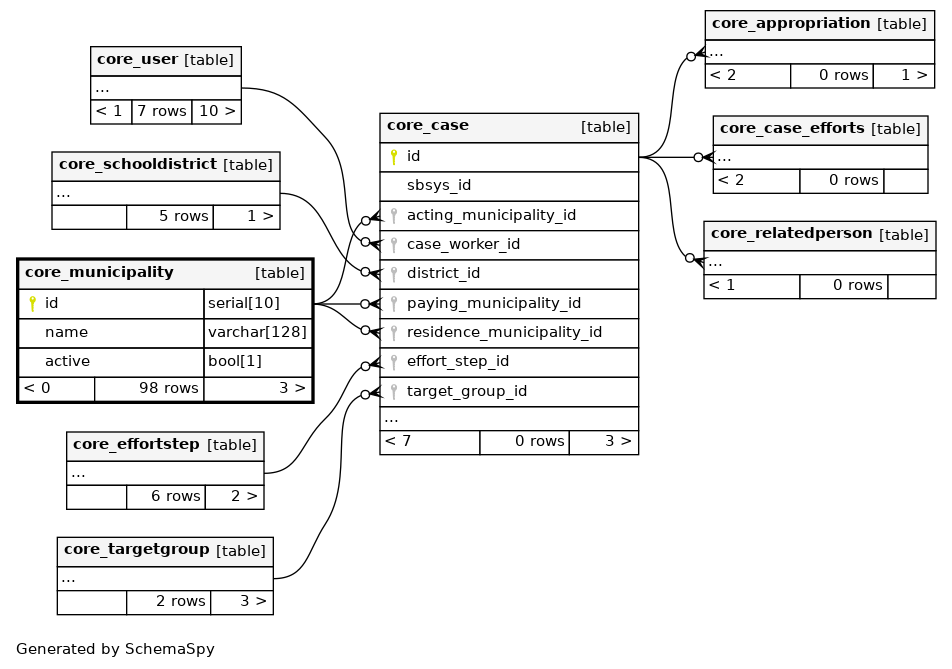 core_user [table]
...
< 1 7 rows 10 >
core_schooldistrict [table]
...
5 rows 1 >
core_municipality [table]
id serial[10]
name varchar[128]
active bool[1]
< 0 98 rows 3 >
core_effortstep [table]
...
6 rows 2 >
core_targetgroup [table]
...
2 rows 3 >
core_case [table]
id
sbsys_id
acting_municipality_id
case_worker_id
district_id
paying_municipality_id
residence_municipality_id
effort_step_id
target_group_id
...
< 7 0 rows 3 >
core_appropriation [table]
...
< 2 0 rows 1 >
core_case_efforts [table]
...
< 2 0 rows
core_relatedperson [table]
...
< 1 0 rows
Generated by SchemaSpy